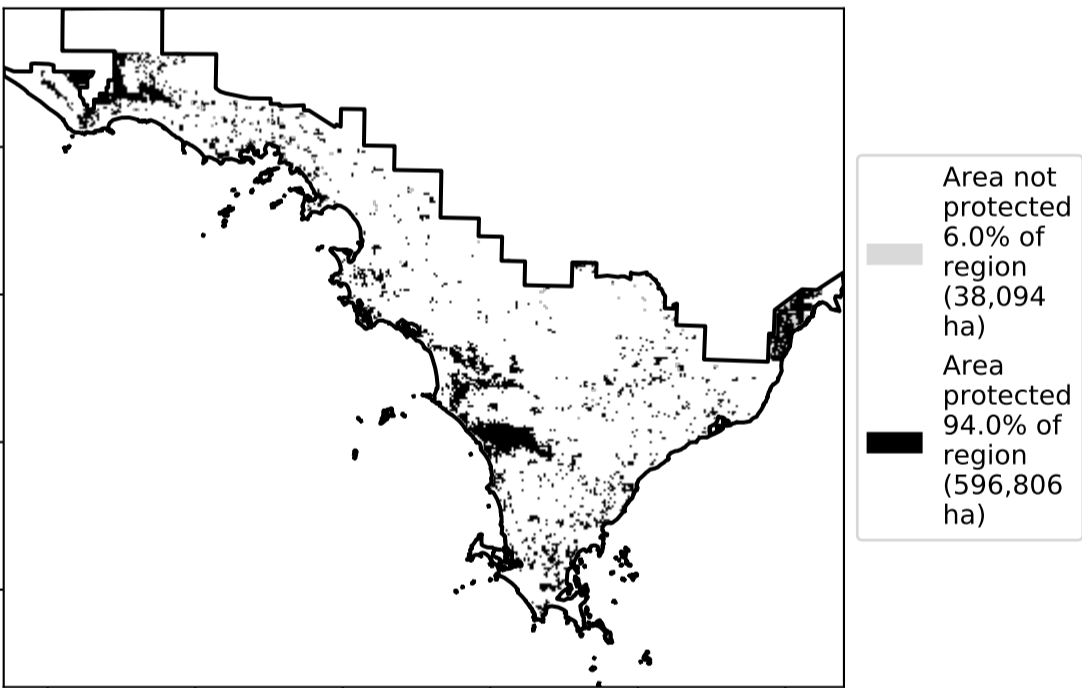 Area not
protected
6.0% of
region
(38,094
ha)
Area
protected
94.0% of
region
(596,806
ha)